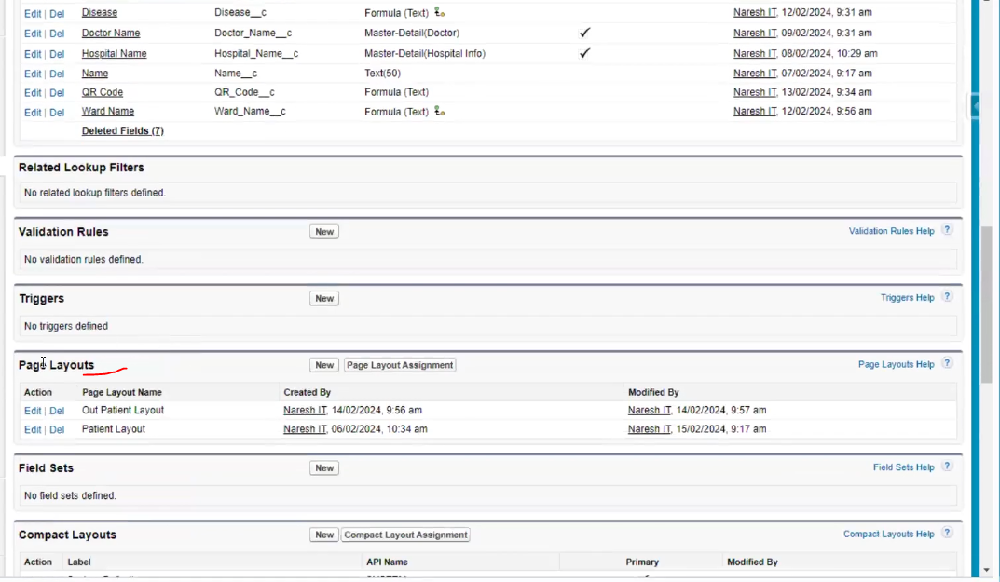 Edit | Del Disease Disease__c Formula (Text) Naresh IT, 12/02/2024, 9:31 am
Edit | Del Doctor Name Doctor_Name__c Master-Detail(Doctor) ✓ Naresh IT, 09/02/2024, 9:31 am
Edit | Del Hospital Name Hospital_Name__c Master-Detail(Hospital Info) ✓ Naresh IT, 08/02/2024, 10:29 am
Edit | Del Name Name__c Text(50) Naresh IT, 07/02/2024, 9:17 am
Edit | Del QR Code QR_Code__c Formula (Text) Naresh IT, 13/02/2024, 9:34 am
Edit | Del Ward Name Ward_Name__c Formula (Text) Naresh IT, 12/02/2024, 9:56 am
Deleted Fields (7)
Related Lookup Filters
No related lookup filters defined.
Validation Rules New Validation Rules Help ?
No validation rules defined.
Triggers New Triggers Help ?
No triggers defined
Page Layouts New Page Layout Assignment Page Layouts Help ?
Action Page Layout Name Created By Modified By
Edit | Del Out Patient Layout Naresh IT, 14/02/2024, 9:56 am Naresh IT, 14/02/2024, 9:57 am
Edit | Del Patient Layout Naresh IT, 06/02/2024, 10:34 am Naresh IT, 15/02/2024, 9:17 am
Field Sets New Field Sets Help ?
No field sets defined.
Compact Layouts New Compact Layout Assignment Compact Layouts Help ?
Action Label API Name Primary Modified By